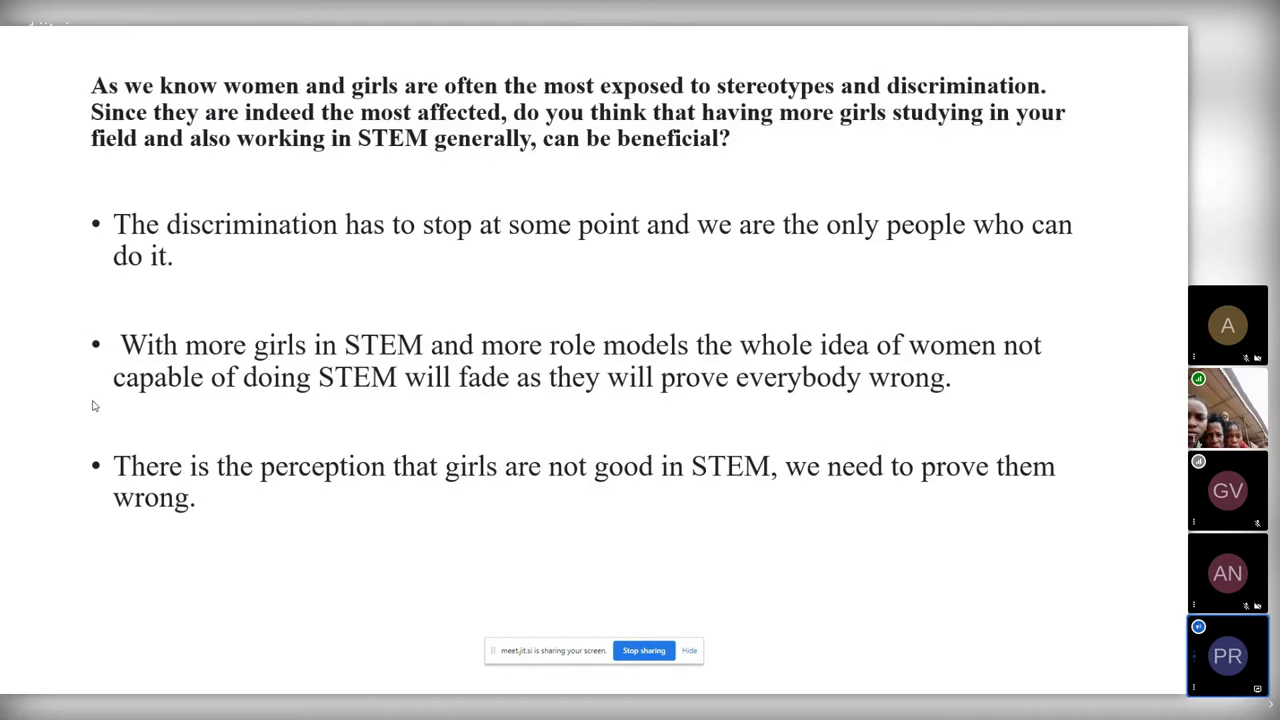 As we know women and girls are often the most exposed to stereotypes and discrimination.
Since they are indeed the most affected, do you think that having more girls studying in your
field and also working in STEM generally, can be beneficial?
• The discrimination has to stop at some point and we are the only people who can
do it.
• With more girls in STEM and more role models the whole idea of women not
capable of doing STEM will fade as they will prove everybody wrong.
• There is the perception that girls are not good in STEM, we need to prove them
wrong.
meet.jit.si is sharing your screen. Stop sharing Hide
A
GV
AN
PR